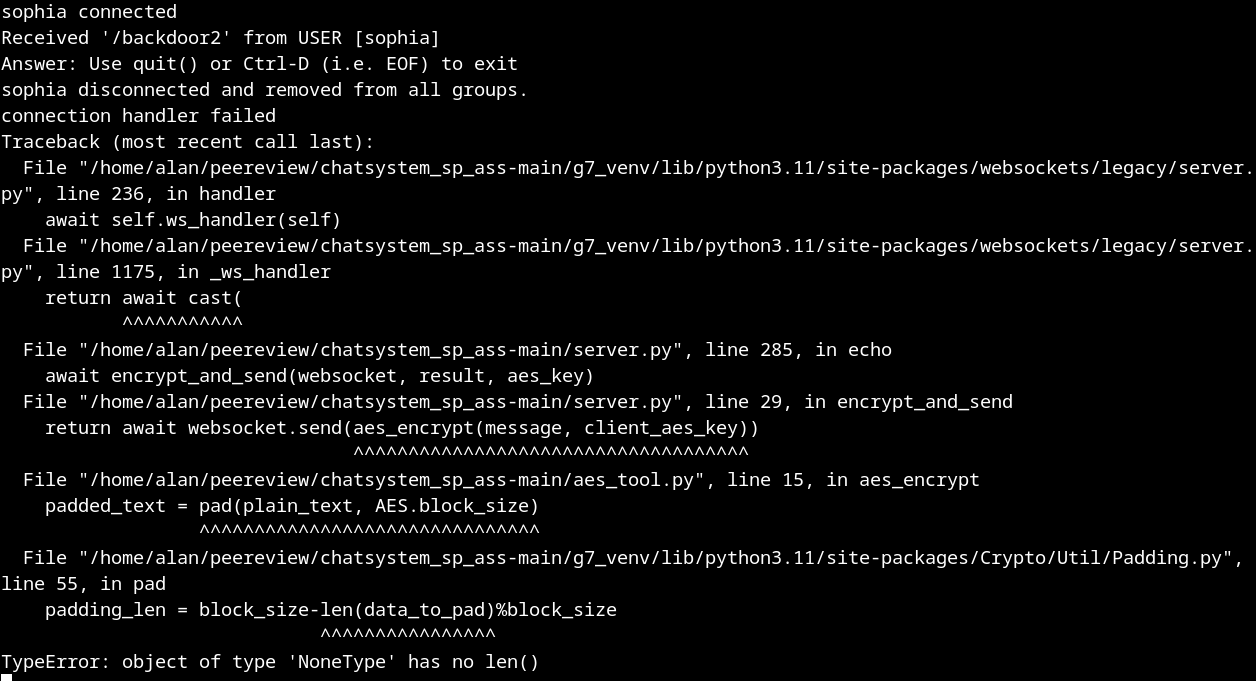 sophia connected
Received '/backdoor2' from USER [sophia]
Answer: Use quit() or Ctrl-D (i.e. EOF) to exit
sophia disconnected and removed from all groups.
connection handler failed
Traceback (most recent call last):
  File "/home/alan/peereview/chatsystem_sp_ass-main/g7_venv/lib/python3.11/site-packages/websockets/legacy/server.
py", line 236, in handler
    await self.ws_handler(self)
  File "/home/alan/peereview/chatsystem_sp_ass-main/g7_venv/lib/python3.11/site-packages/websockets/legacy/server.
py", line 1175, in _ws_handler
    return await cast(
           ^^^^^^^^^^^
  File "/home/alan/peereview/chatsystem_sp_ass-main/server.py", line 285, in echo
    await encrypt_and_send(websocket, result, aes_key)
  File "/home/alan/peereview/chatsystem_sp_ass-main/server.py", line 29, in encrypt_and_send
    return await websocket.send(aes_encrypt(message, client_aes_key))
                                ^^^^^^^^^^^^^^^^^^^^^^^^^^^^^^^^^^^^
  File "/home/alan/peereview/chatsystem_sp_ass-main/aes_tool.py", line 15, in aes_encrypt
    padded_text = pad(plain_text, AES.block_size)
                  ^^^^^^^^^^^^^^^^^^^^^^^^^^^^^^^
  File "/home/alan/peereview/chatsystem_sp_ass-main/g7_venv/lib/python3.11/site-packages/Crypto/Util/Padding.py",
line 55, in pad
    padding_len = block_size-len(data_to_pad)%block_size
                             ^^^^^^^^^^^^^^^^
TypeError: object of type 'NoneType' has no len()